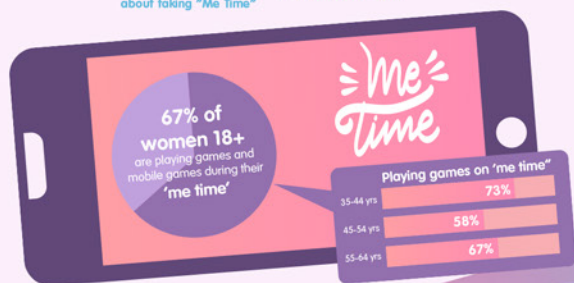 about taking "Me Time"
Me
Time
67% of
women 18+
are playing games and
mobile games during their
'me time'
Playing games on 'me time"
35-44 yrs 73%
45-54 yrs 58%
55-64 yrs 67%